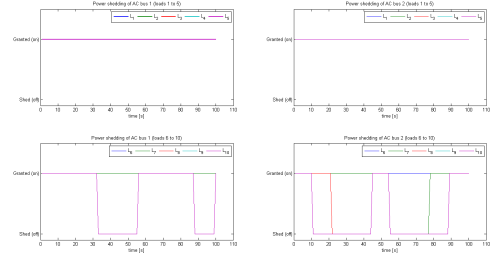 Power shedding of AC bus 1 (loads 1 to 5)
L1 L2 L3 L4 L5
Granted (on)
Shed (off)
0 10 20 30 40 50 60 70 80 90 100 110
time [s]
Power shedding of AC bus 2 (loads 1 to 5)
L1 L2 L3 L4 L5
Granted (on)
Shed (off)
0 10 20 30 40 50 60 70 80 90 100 110
time [s]
Power shedding of AC bus 1 (loads 6 to 10)
L6 L7 L8 L9 L10
Granted (on)
Shed (off)
0 10 20 30 40 50 60 70 80 90 100 110
time [s]
Power shedding of AC bus 2 (loads 6 to 10)
L6 L7 L8 L9 L10
Granted (on)
Shed (off)
0 10 20 30 40 50 60 70 80 90 100 110
time [s]